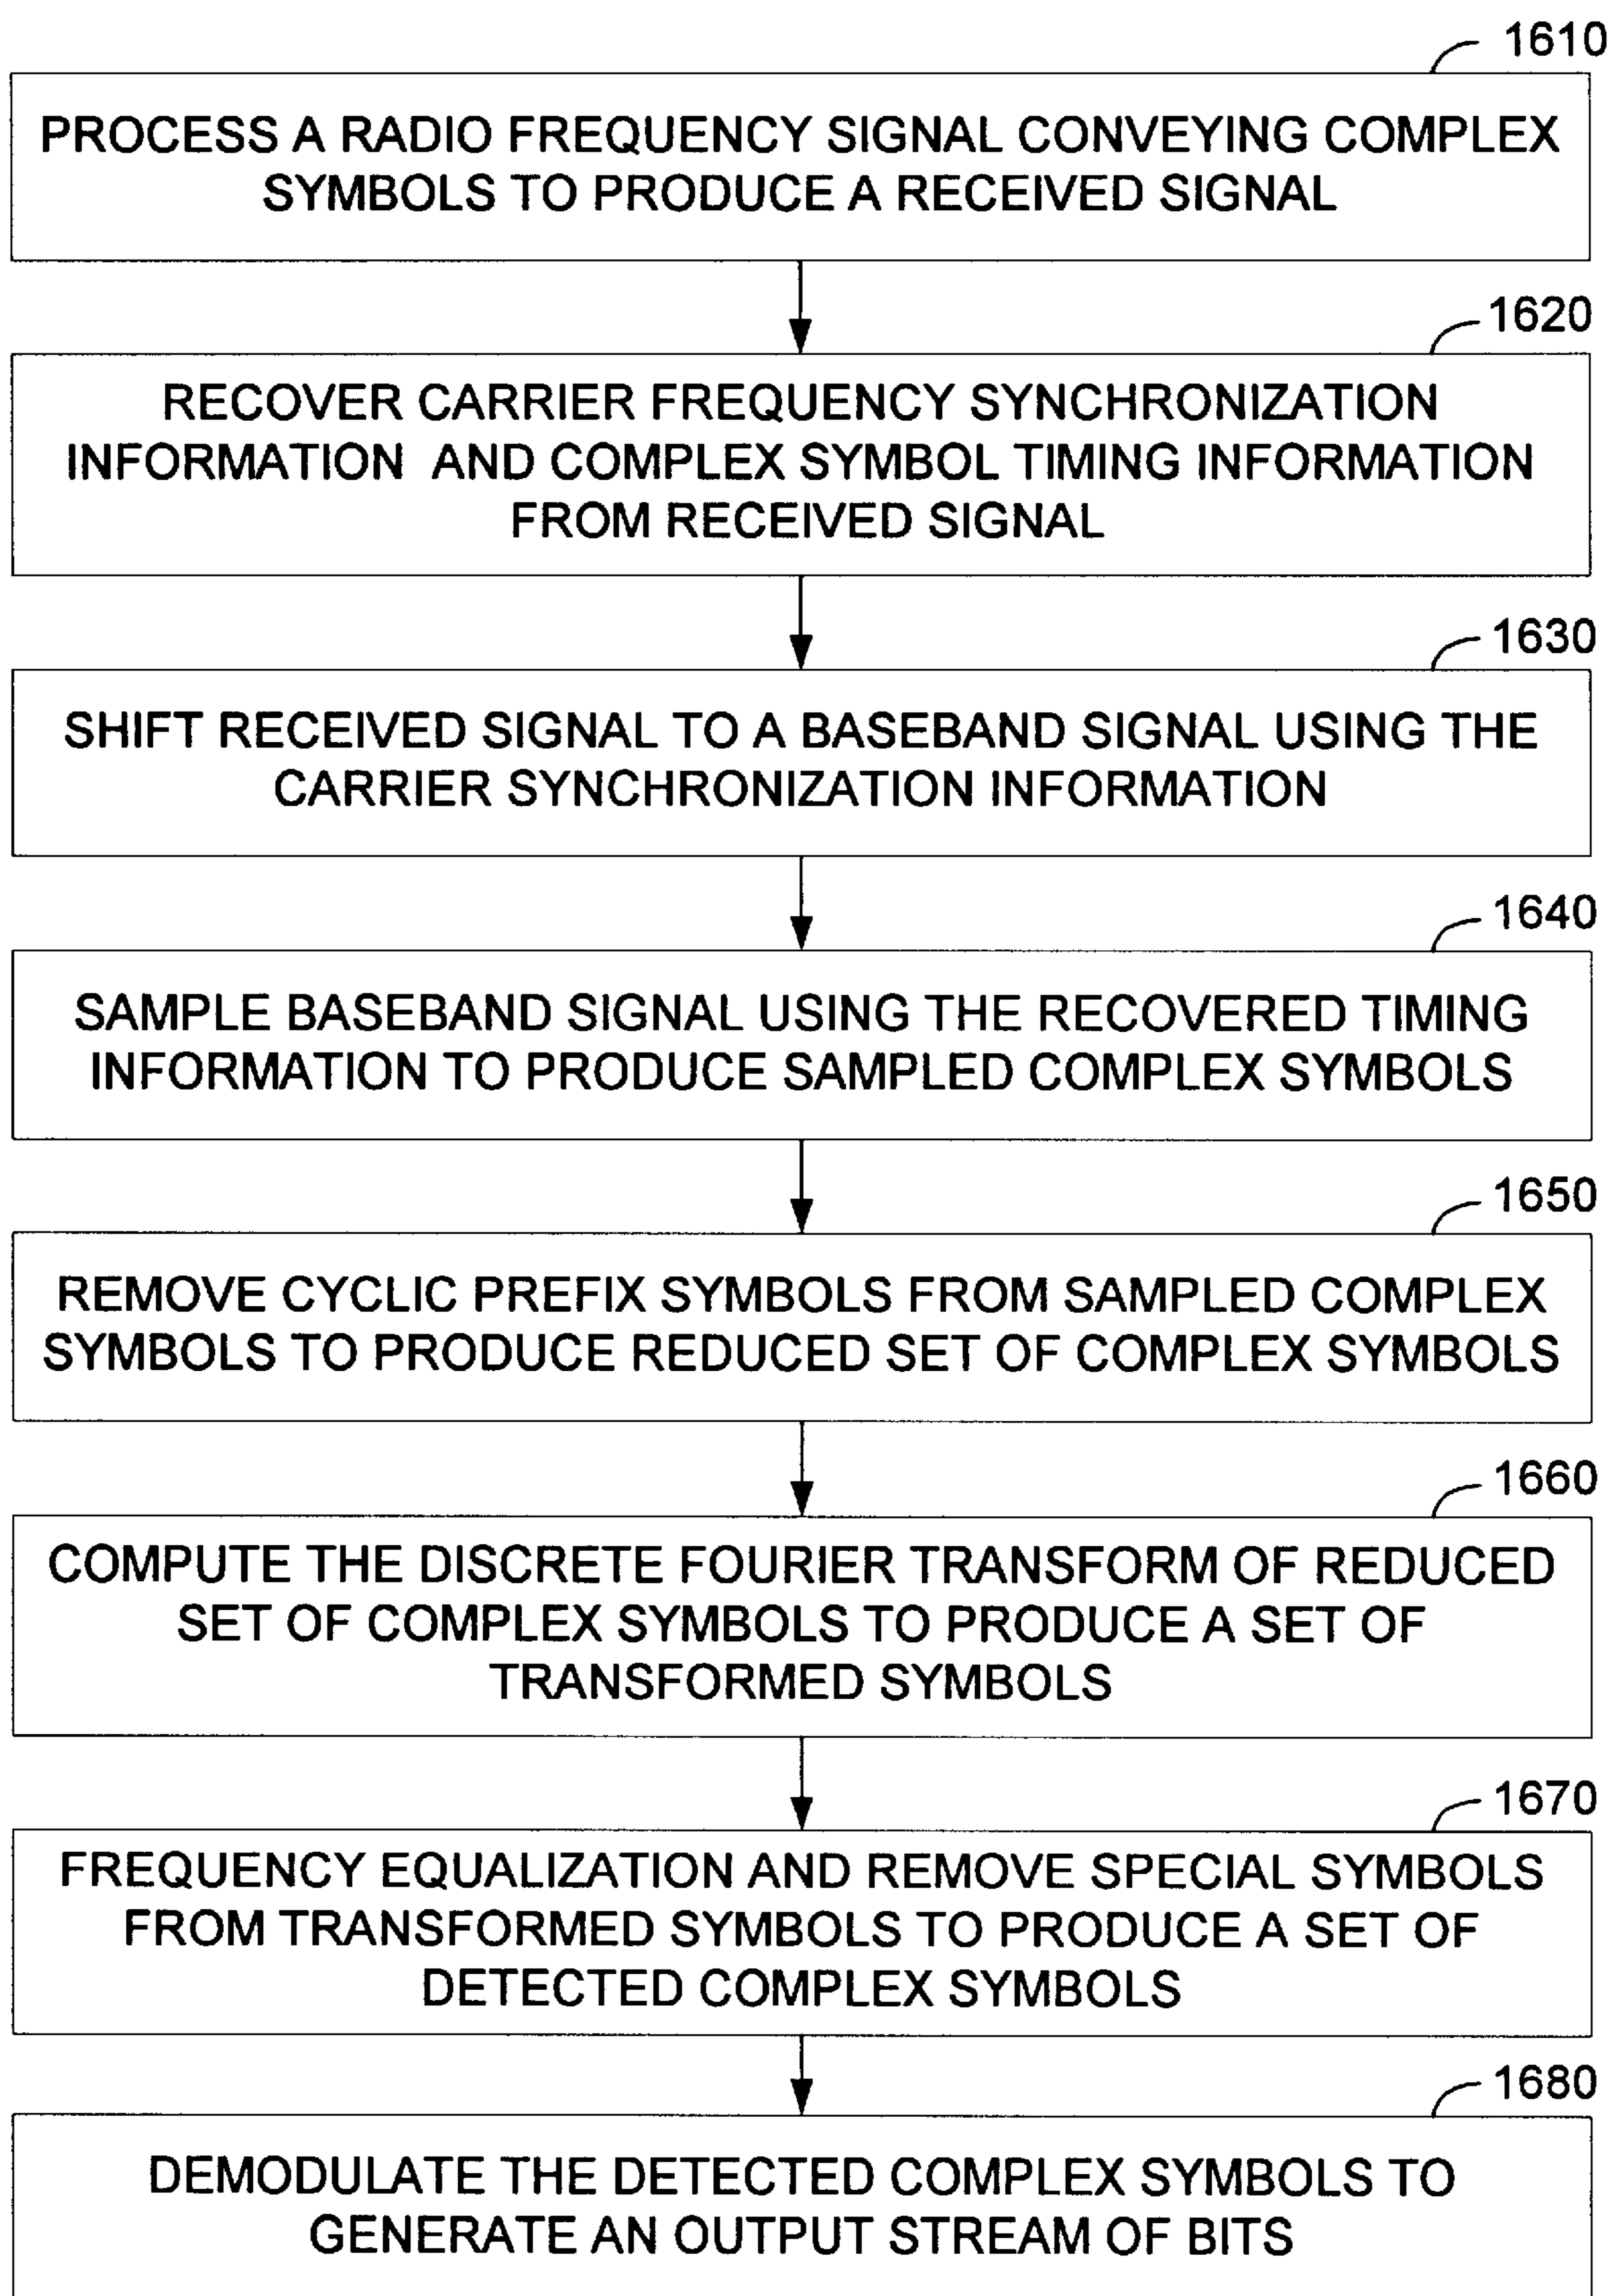 1610
PROCESS A RADIO FREQUENCY SIGNAL CONVEYING COMPLEX
SYMBOLS TO PRODUCE A RECEIVED SIGNAL
1620
RECOVER CARRIER FREQUENCY SYNCHRONIZATION
INFORMATION AND COMPLEX SYMBOL TIMING INFORMATION
FROM RECEIVED SIGNAL
1630
SHIFT RECEIVED SIGNAL TO A BASEBAND SIGNAL USING THE
CARRIER SYNCHRONIZATION INFORMATION
1640
SAMPLE BASEBAND SIGNAL USING THE RECOVERED TIMING
INFORMATION TO PRODUCE SAMPLED COMPLEX SYMBOLS
1650
REMOVE CYCLIC PREFIX SYMBOLS FROM SAMPLED COMPLEX
SYMBOLS TO PRODUCE REDUCED SET OF COMPLEX SYMBOLS
1660
COMPUTE THE DISCRETE FOURIER TRANSFORM OF REDUCED
SET OF COMPLEX SYMBOLS TO PRODUCE A SET OF
TRANSFORMED SYMBOLS
1670
FREQUENCY EQUALIZATION AND REMOVE SPECIAL SYMBOLS
FROM TRANSFORMED SYMBOLS TO PRODUCE A SET OF
DETECTED COMPLEX SYMBOLS
1680
DEMODULATE THE DETECTED COMPLEX SYMBOLS TO
GENERATE AN OUTPUT STREAM OF BITS